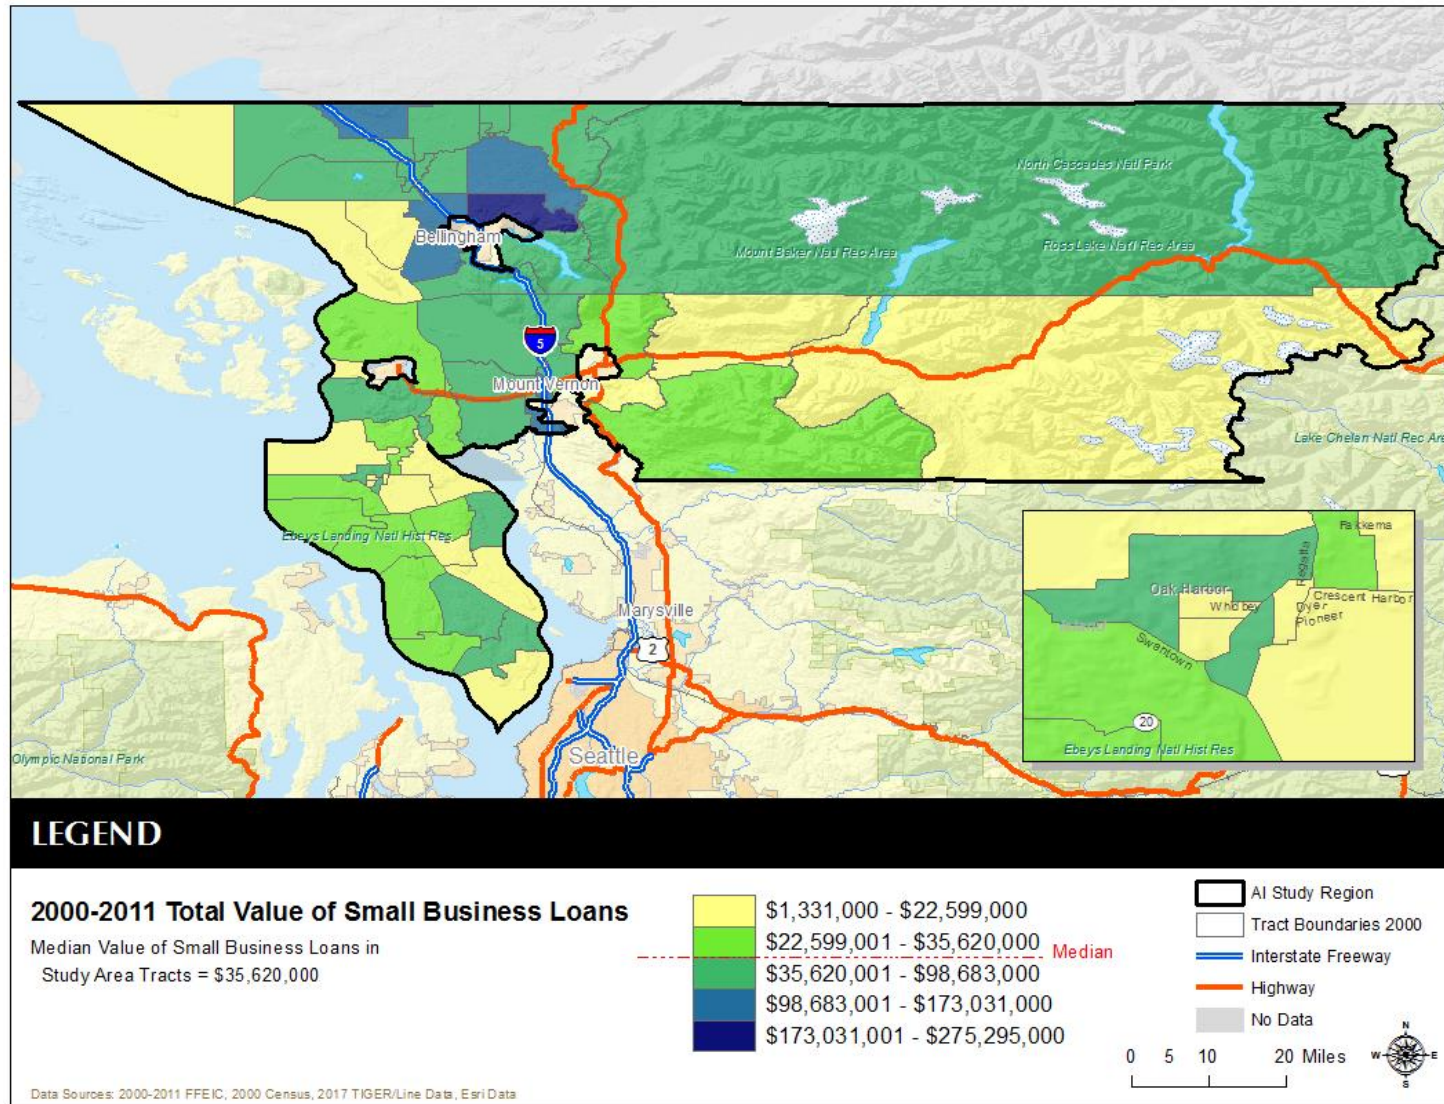 North Cascades Natl Park
Bellingham
Mount Baker Natl Rec Area
Ross Lake Natl Rec Area
5
Mount Vernon
Lake Chelan Natl Rec Are
Ebeys Landing Natl Hist Res
Fakkema
Regatta
Oak Harbor
Whidbey
Crescent Harbor
Dyer
Pioneer
Swantown
20
Ebeys Landing Natl Hist Res
Marysville
2
Olympic National Park
Seattle
LEGEND
2000-2011 Total Value of Small Business Loans
Median Value of Small Business Loans in
Study Area Tracts = $35,620,000
$1,331,000 - $22,599,000
$22,599,001 - $35,620,000
Median
$35,620,001 - $98,683,000
$98,683,001 - $173,031,000
$173,031,001 - $275,295,000
AI Study Region
Tract Boundaries 2000
Interstate Freeway
Highway
No Data
0 5 10 20 Miles
N
W E
S
Data Sources: 2000-2011 FFEIC, 2000 Census, 2017 TIGER/Line Data, Esri Data